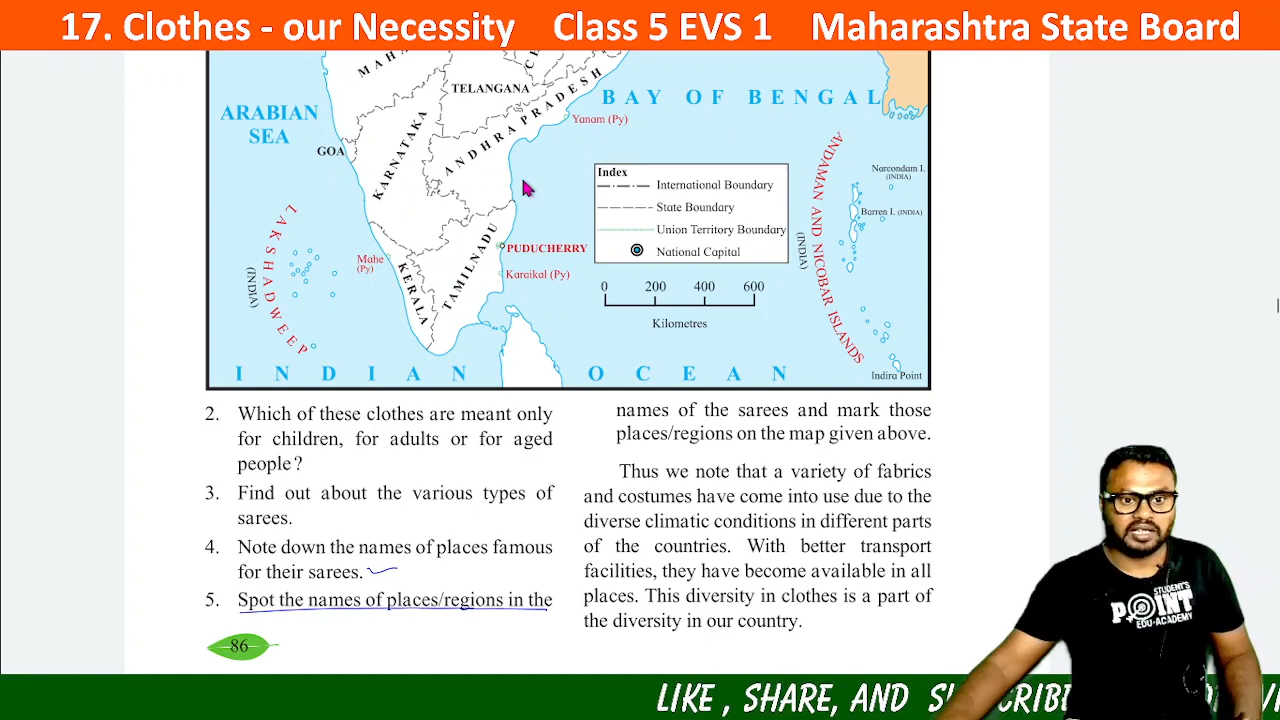 17. Clothes - our Necessity Class 5 EVS 1 Maharashtra State Board
MAHA
CH
TELANGANA
ANDHRA PRADESH
BAY OF BENGAL
ARABIAN
SEA
Yanam (Py)
GOA
KARNATAKA
ANDAMAN AND NICOBAR ISLANDS
(INDIA)
Narcondam I.
(INDIA)
Barren I. (INDIA)
Index
International Boundary
State Boundary
Union Territory Boundary
National Capital
LAKSHADWEEP
(INDIA)
Mahe
(Py)
KERALA
TAMILNADU
PUDUCHERRY
Karaikal (Py)
0 200 400 600
Kilometres
INDIAN OCEAN
Indira Point
2. Which of these clothes are meant only
for children, for adults or for aged
people?
3. Find out about the various types of
sarees.
4. Note down the names of places famous
for their sarees.
5. Spot the names of places/regions in the
86
names of the sarees and mark those
places/regions on the map given above.
Thus we note that a variety of fabrics
and costumes have come into use due to the
diverse climatic conditions in different parts
of the countries. With better transport
facilities, they have become available in all
places. This diversity in clothes is a part of
the diversity in our country.
STUDENT'S
POINT
EDU-ACADEMY
LIKE, SHARE, AND SUBSCRIBE